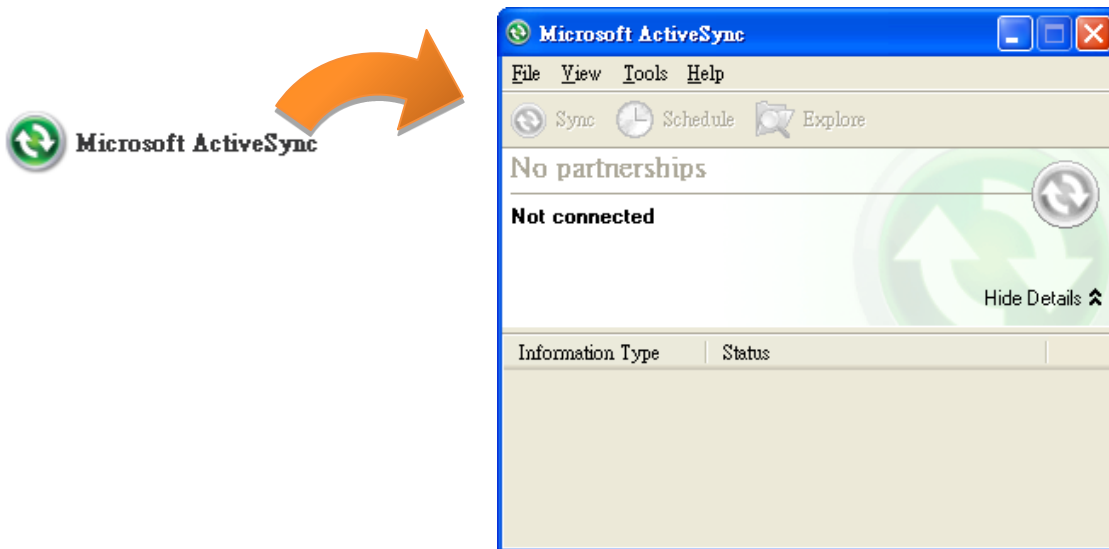 Microsoft ActiveSync
Microsoft ActiveSync
File View Tools Help
Sync Schedule Explore
No partnerships
Not connected
Hide Details
Information Type Status